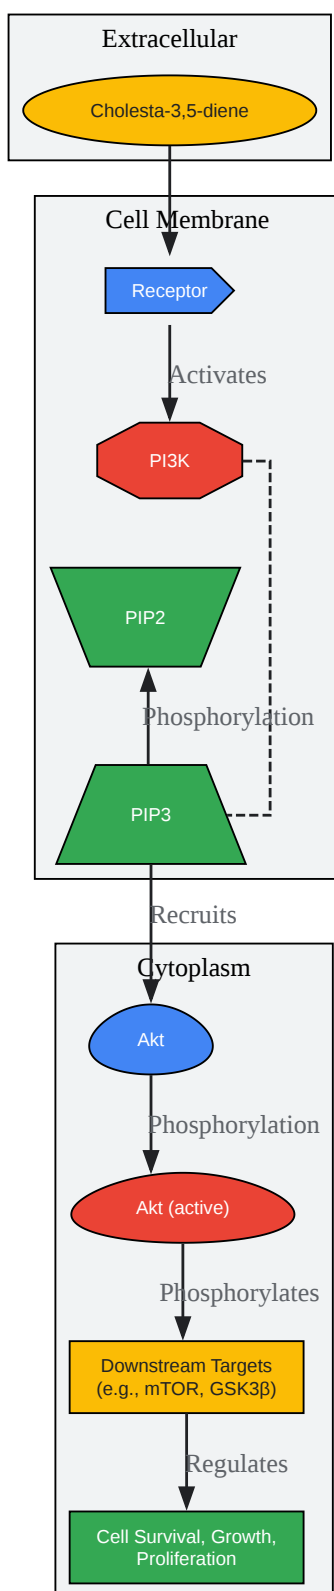 Extracellular
Cholesta-3,5-diene
Cell Membrane
Receptor
Activates
PI3K
PIP2
Phosphorylation
PIP3
Recruits
Cytoplasm
Akt
Phosphorylation
Akt (active)
Phosphorylates
Downstream Targets
(e.g., mTOR, GSK3β)
Regulates
Cell Survival, Growth,
Proliferation